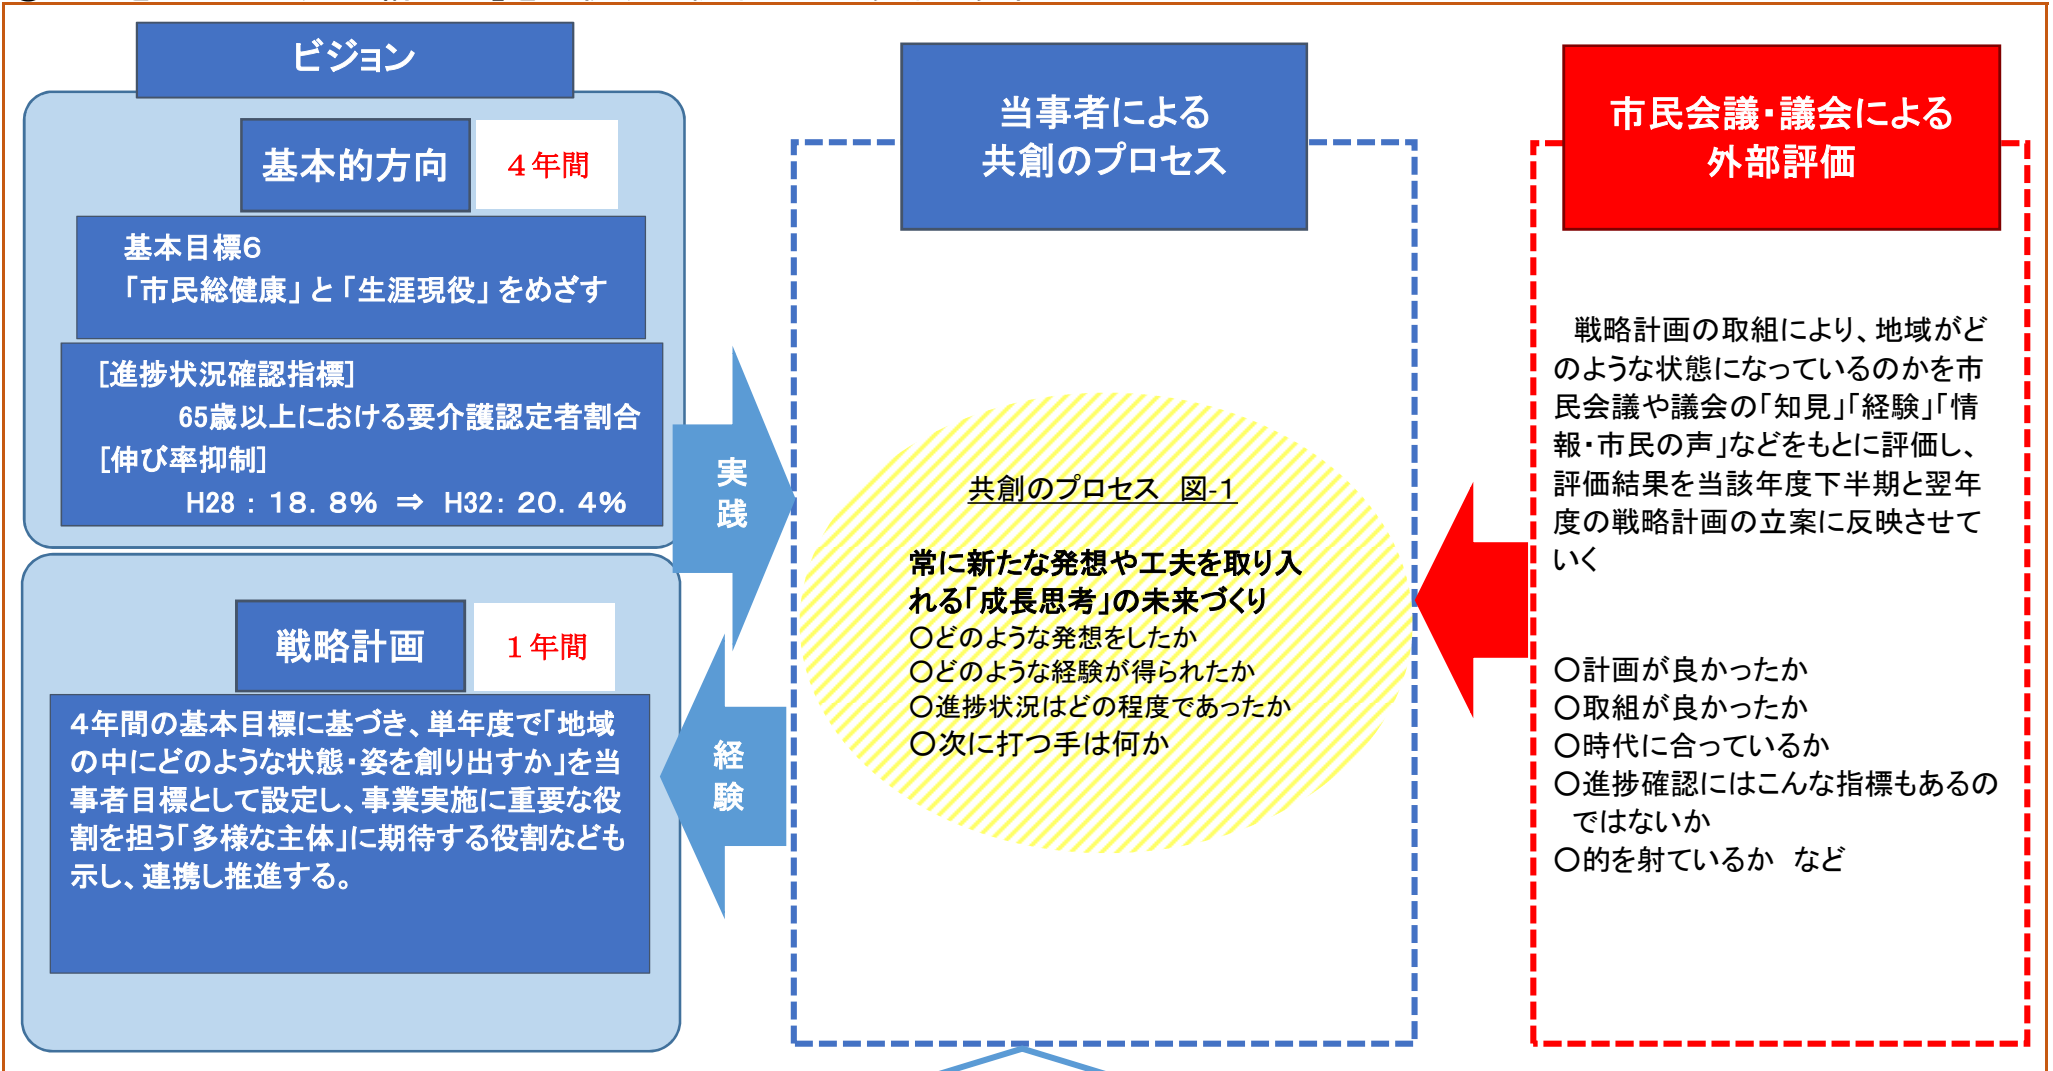 ビジョン
基本的方向
4年間
基本目標6
「市民総健康」と「生涯現役」をめざす
[進捗状況確認指標]
65歳以上における要介護認定者割合
[伸び率抑制]
H28：18．8% ⇒ H32：20．4%
戦略計画
1年間
4年間の基本目標に基づき、単年度で「地域
の中にどのような状態・姿を創り出すか」を当
事者目標として設定し、事業実施に重要な役
割を担う「多様な主体」に期待する役割なども
示し、連携し推進する。
実
践
経
験
当事者による
共創のプロセス
共創のプロセス 図-1
常に新たな発想や工夫を取り入
れる「成長思考」の未来づくり
○どのような発想をしたか
○どのような経験が得られたか
○進捗状況はどの程度であったか
○次に打つ手は何か
市民会議・議会による
外部評価
戦略計画の取組により、地域がど
のような状態になっているのかを市
民会議や議会の「知見」「経験」「情
報・市民の声」などをもとに評価し、
評価結果を当該年度下半期と翌年
度の戦略計画の立案に反映させて
いく
○計画が良かったか
○取組が良かったか
○時代に合っているか
○進捗確認にはこんな指標もあるの
ではないか
○的を射ているか など